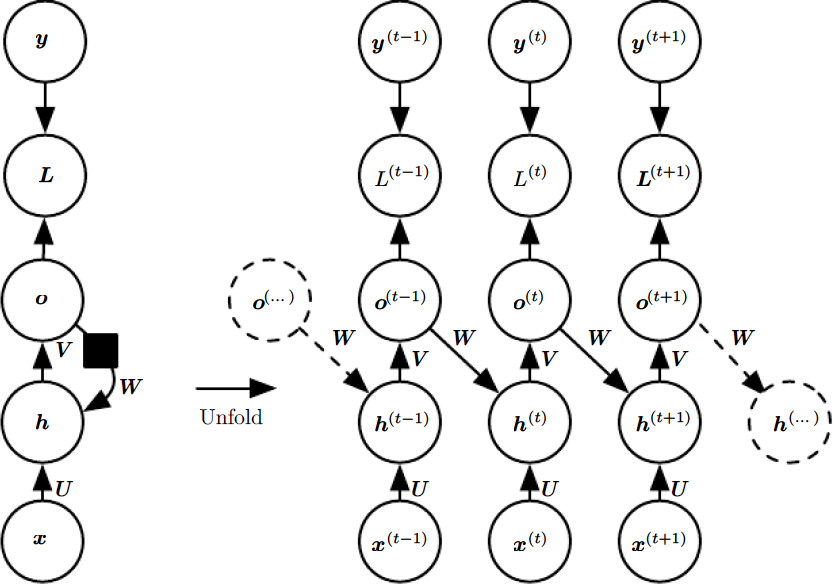 y y^(t−1) y^(t) y^(t+1)
L L^(t−1) L^(t) L^(t+1)
o o^(...) o^(t−1) o^(t) o^(t+1)
W W W W
V V V V
W
Unfold
h h^(t−1) h^(t) h^(t+1) h^(...)
U U U U
x x^(t−1) x^(t) x^(t+1)